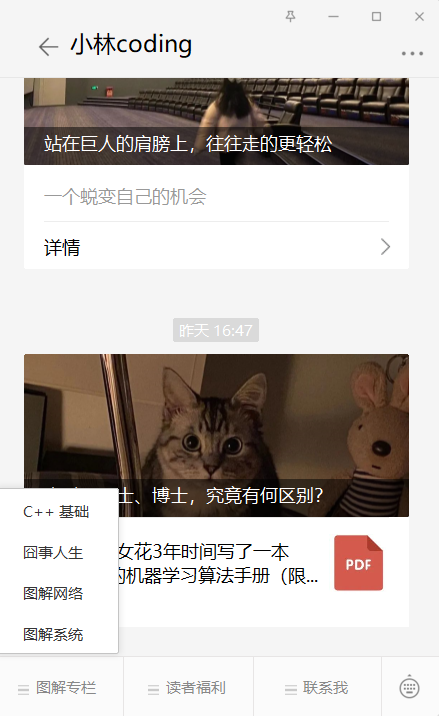 小林coding
站在巨人的肩膀上，往往走的更轻松
一个蜕变自己的机会
详情
昨天 16:47
士、博士，究竟有何区别？
女花3年时间写了一本
的机器学习算法手册（限...
PDF
C++ 基础
囧事人生
图解网络
图解系统
图解专栏
读者福利
联系我